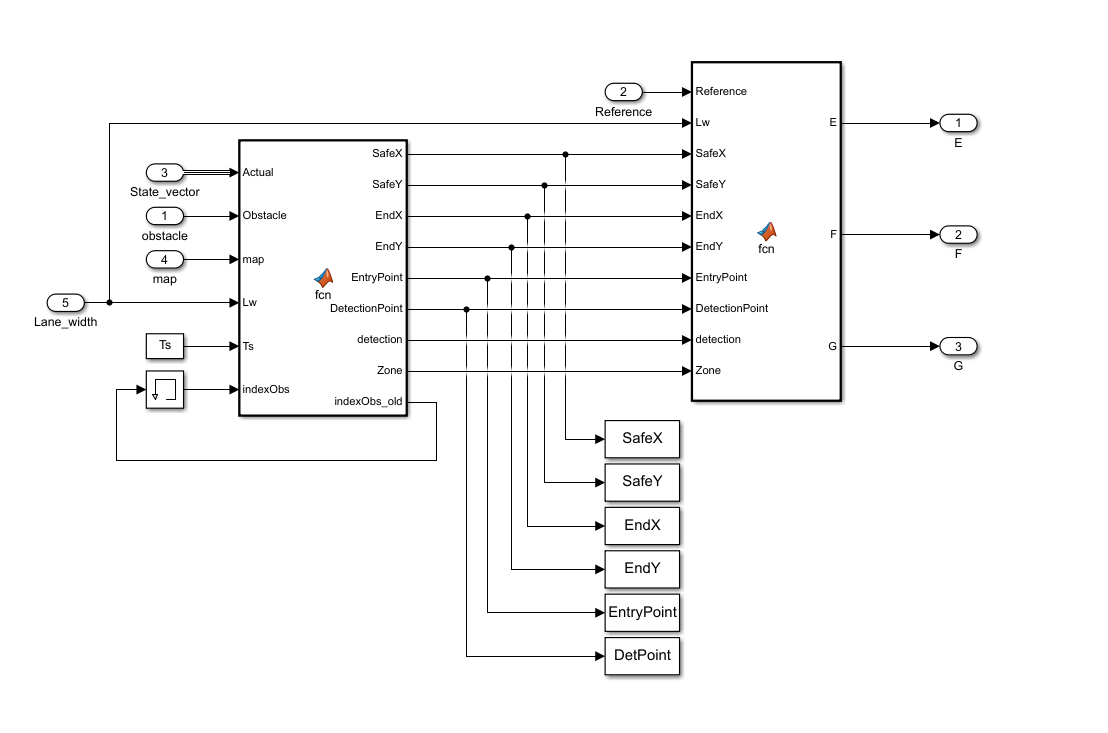 2
Reference
3
State_vector
1
obstacle
4
map
5
Lane_width
Ts
Actual
Obstacle
map
Lw
Ts
indexObs
fcn
SafeX
SafeY
EndX
EndY
EntryPoint
DetectionPoint
detection
Zone
indexObs_old
Reference
Lw
SafeX
SafeY
EndX
EndY
EntryPoint
DetectionPoint
detection
Zone
fcn
E
F
G
1
E
2
F
3
G
SafeX
SafeY
EndX
EndY
EntryPoint
DetPoint